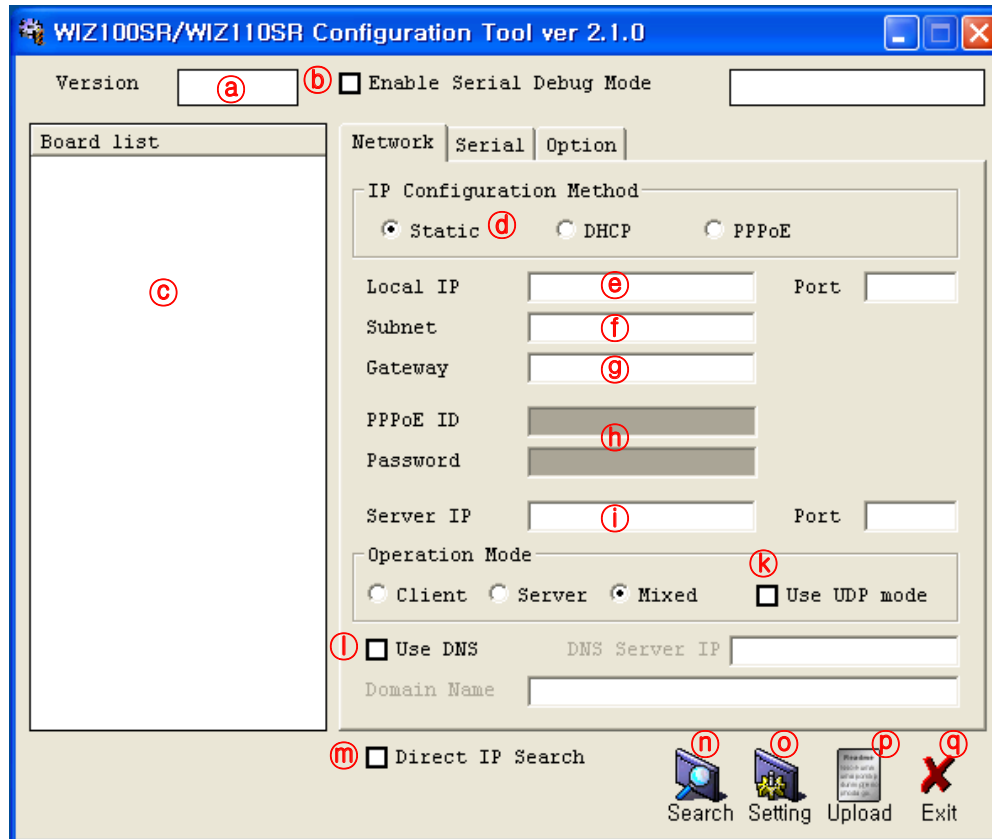 WIZ100SR/WIZ110SR Configuration Tool ver 2.1.0
Version ⓐ ⓑ Enable Serial Debug Mode
Board list
ⓒ
Network Serial Option
IP Configuration Method
Static ⓓ DHCP PPPoE
Local IP ⓔ Port
Subnet ⓕ
Gateway ⓖ
PPPoE ID
ⓗ
Password
Server IP ⓘ Port
Operation Mode
ⓚ
Client Server Mixed Use UDP mode
ⓛ Use DNS DNS Server IP
Domain Name
ⓜ Direct IP Search
ⓝ ⓞ ⓟ ⓠ
Readme
Search Setting Upload Exit